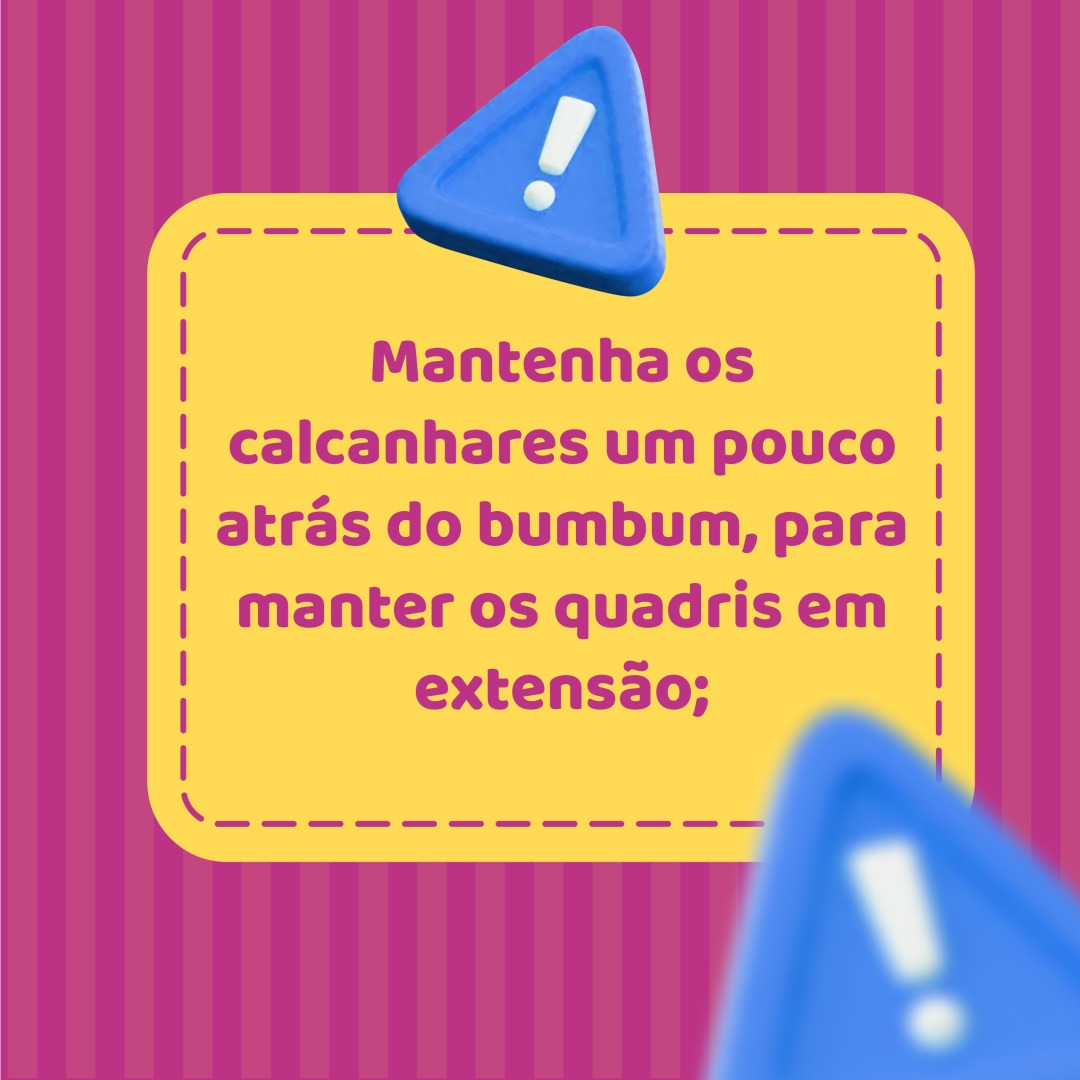 Mantenha os
calcanhares um pouco
atrás do bumbum, para
manter os quadris em
extensão;